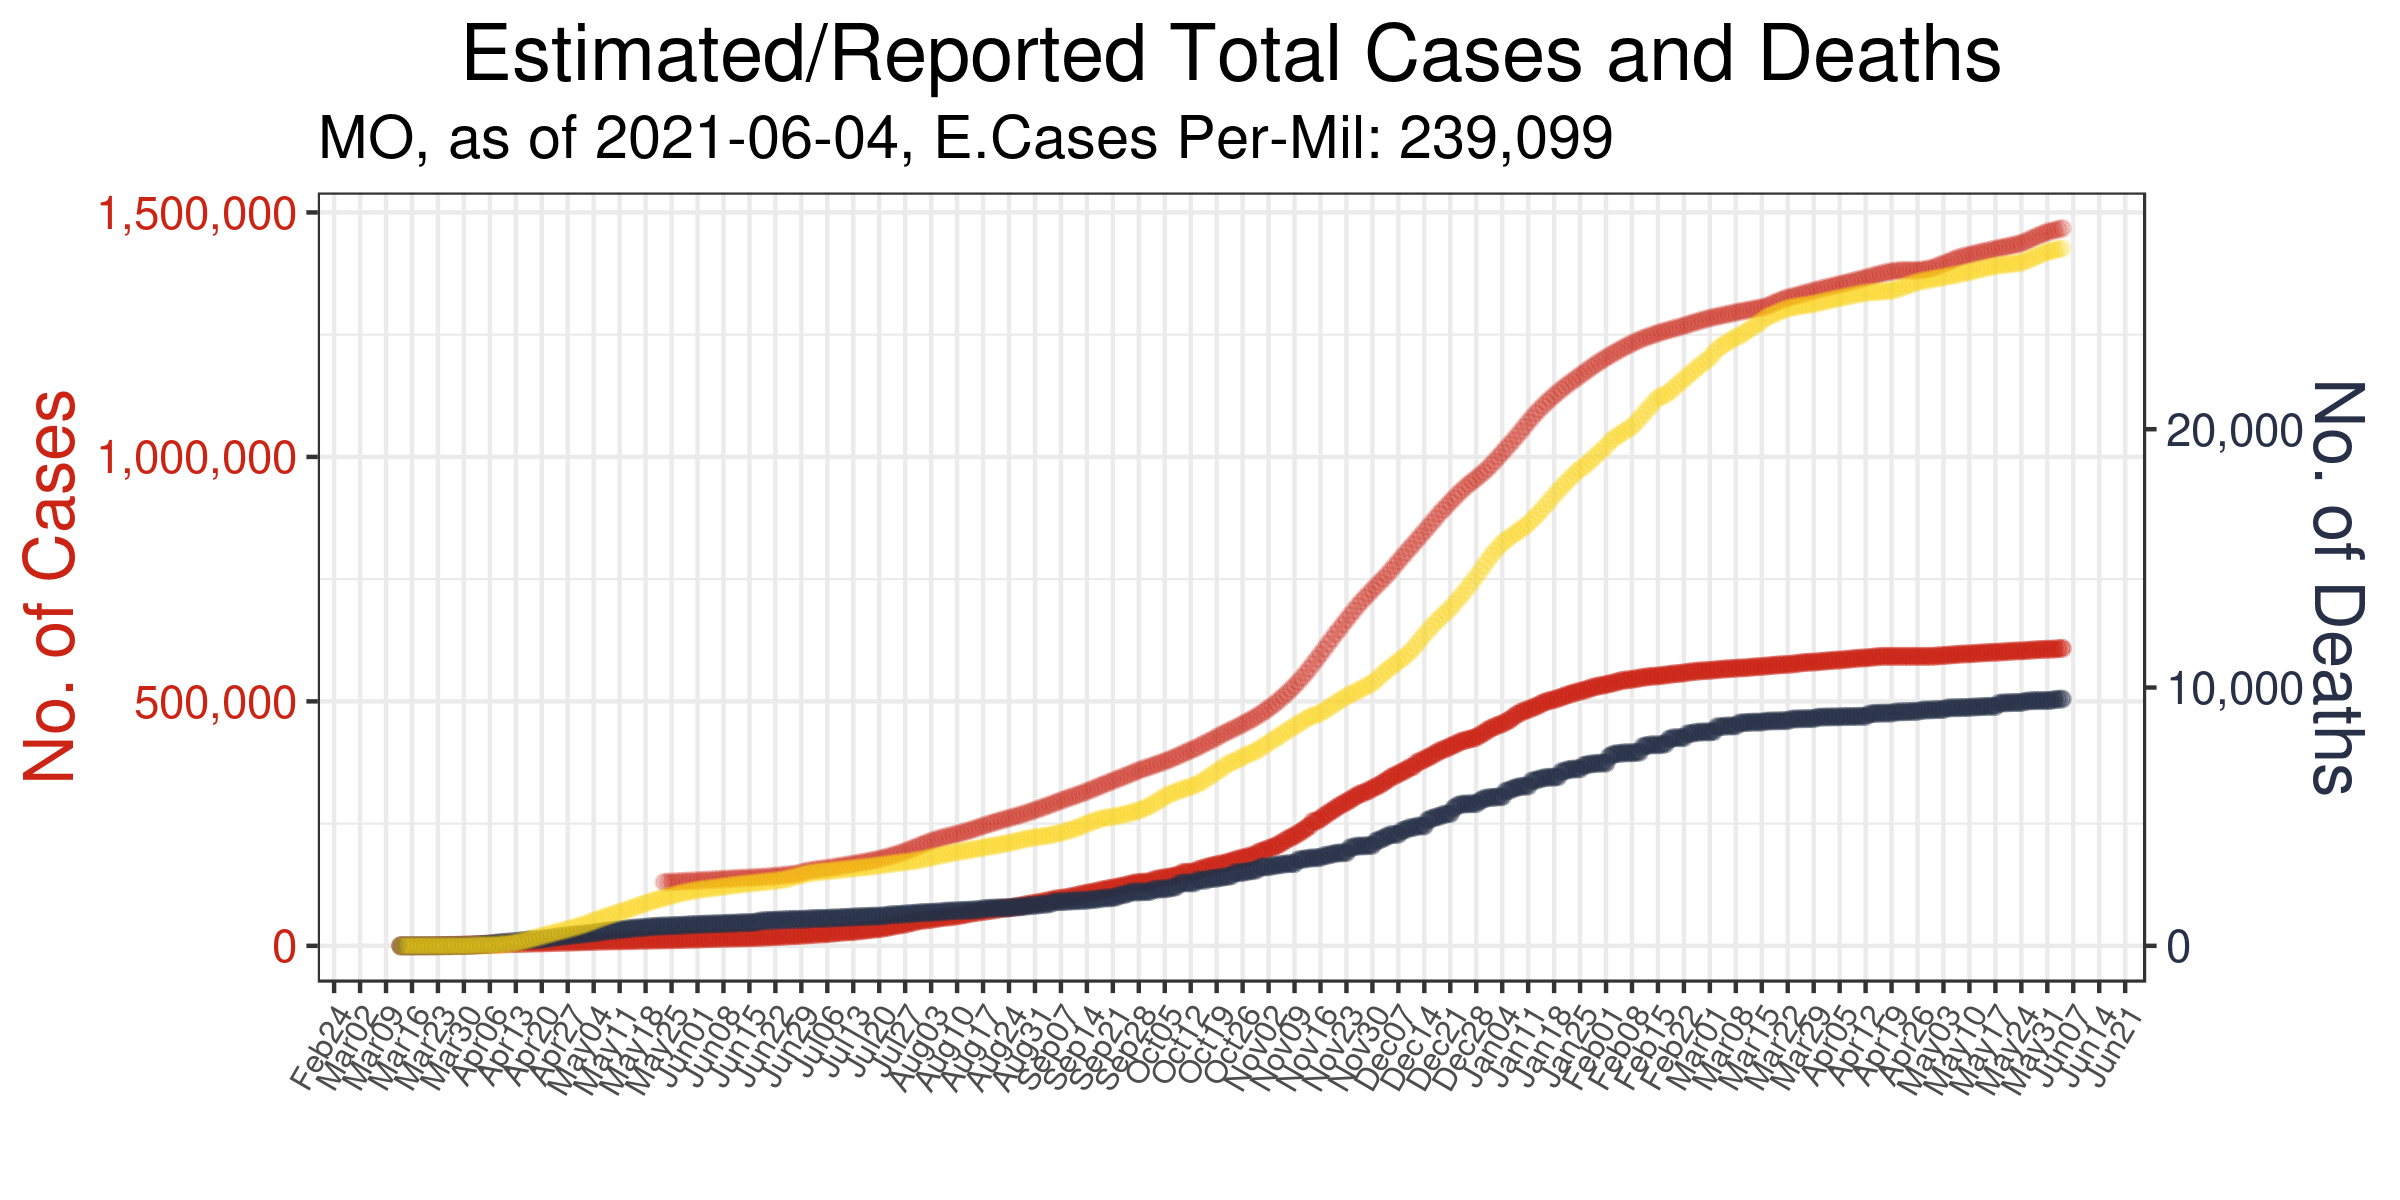 Estimated/Reported Total Cases and Deaths
MO, as of 2021-06-04, E.Cases Per-Mil: 239,099
No. of Cases
1,500,000
1,000,000
500,000
0
No. of Deaths
20,000
10,000
0
Feb24
Mar02
Mar09
Mar16
Mar23
Mar30
Apr06
Apr13
Apr20
Apr27
May04
May11
May18
May25
Jun01
Jun08
Jun15
Jun22
Jun29
Jul06
Jul13
Jul20
Jul27
Aug03
Aug10
Aug17
Aug24
Aug31
Sep07
Sep14
Sep21
Sep28
Oct05
Oct12
Oct19
Oct26
Nov02
Nov09
Nov16
Nov23
Nov30
Dec07
Dec14
Dec21
Dec28
Jan04
Jan11
Jan18
Jan25
Feb01
Feb08
Feb15
Feb22
Mar01
Mar08
Mar15
Mar22
Mar29
Apr05
Apr12
Apr19
Apr26
May03
May10
May17
May24
May31
Jun07
Jun14
Jun21